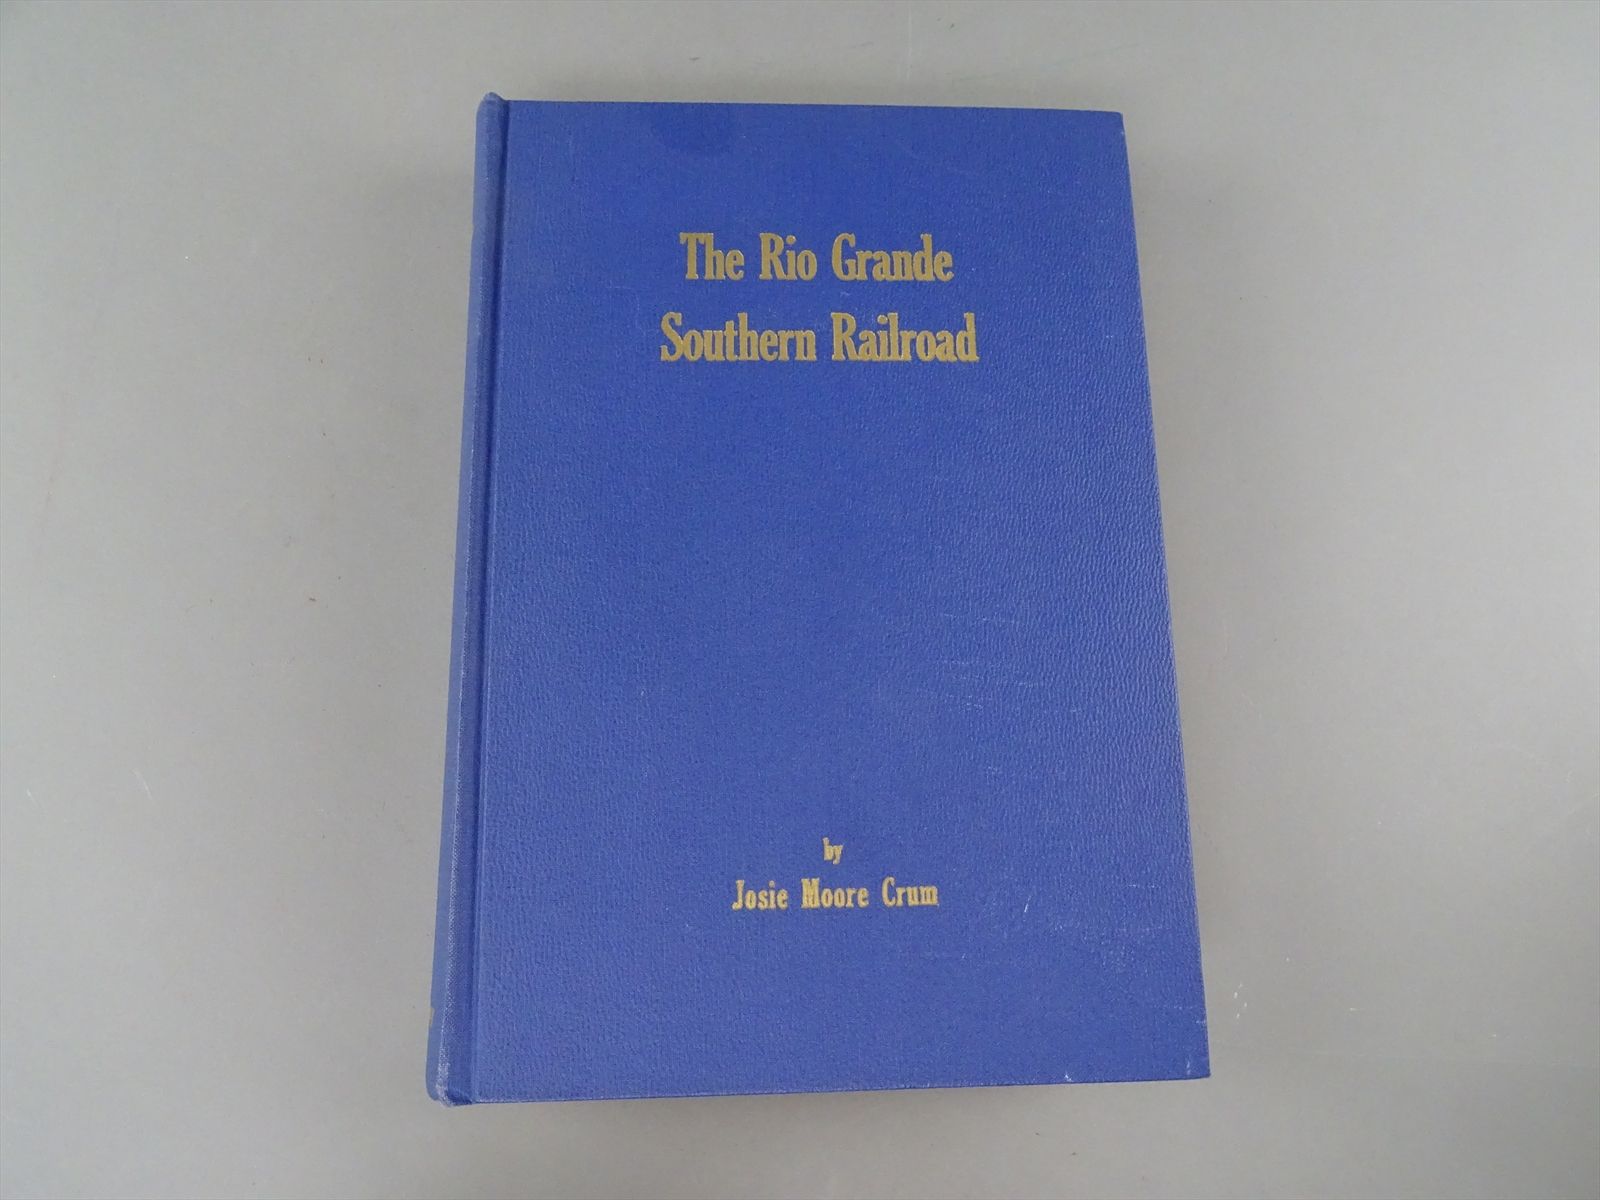 The Rio Grande
Southern Railroad
by
Josie Moore Crum